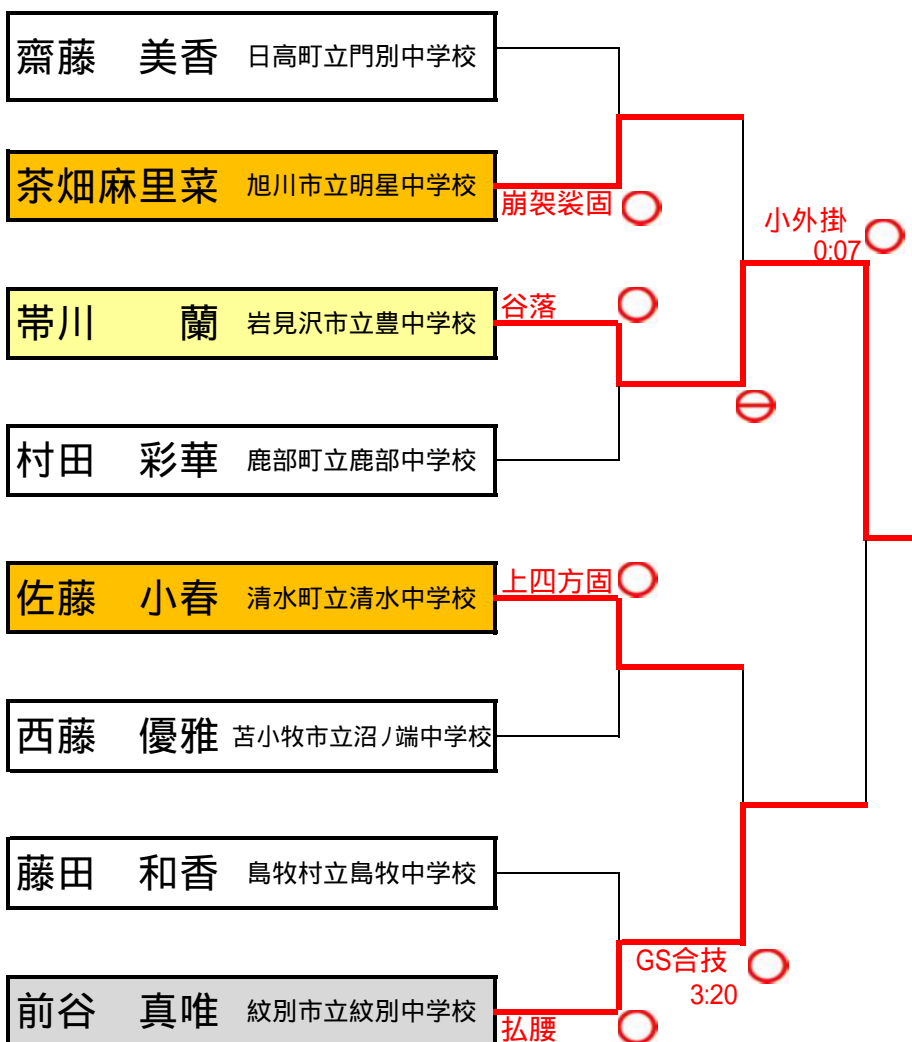 齋藤　美香 日高町立門別中学校
茶畑麻里菜 旭川市立明星中学校
崩袈裟固
小外掛
0:07
帯川　蘭 岩見沢市立豊中学校
谷落
村田　彩華 鹿部町立鹿部中学校
佐藤　小春 清水町立清水中学校
上四方固
西藤　優雅 苫小牧市立沼ノ端中学校
藤田　和香 島牧村立島牧中学校
GS合技
3:20
前谷　真唯 紋別市立紋別中学校
払腰